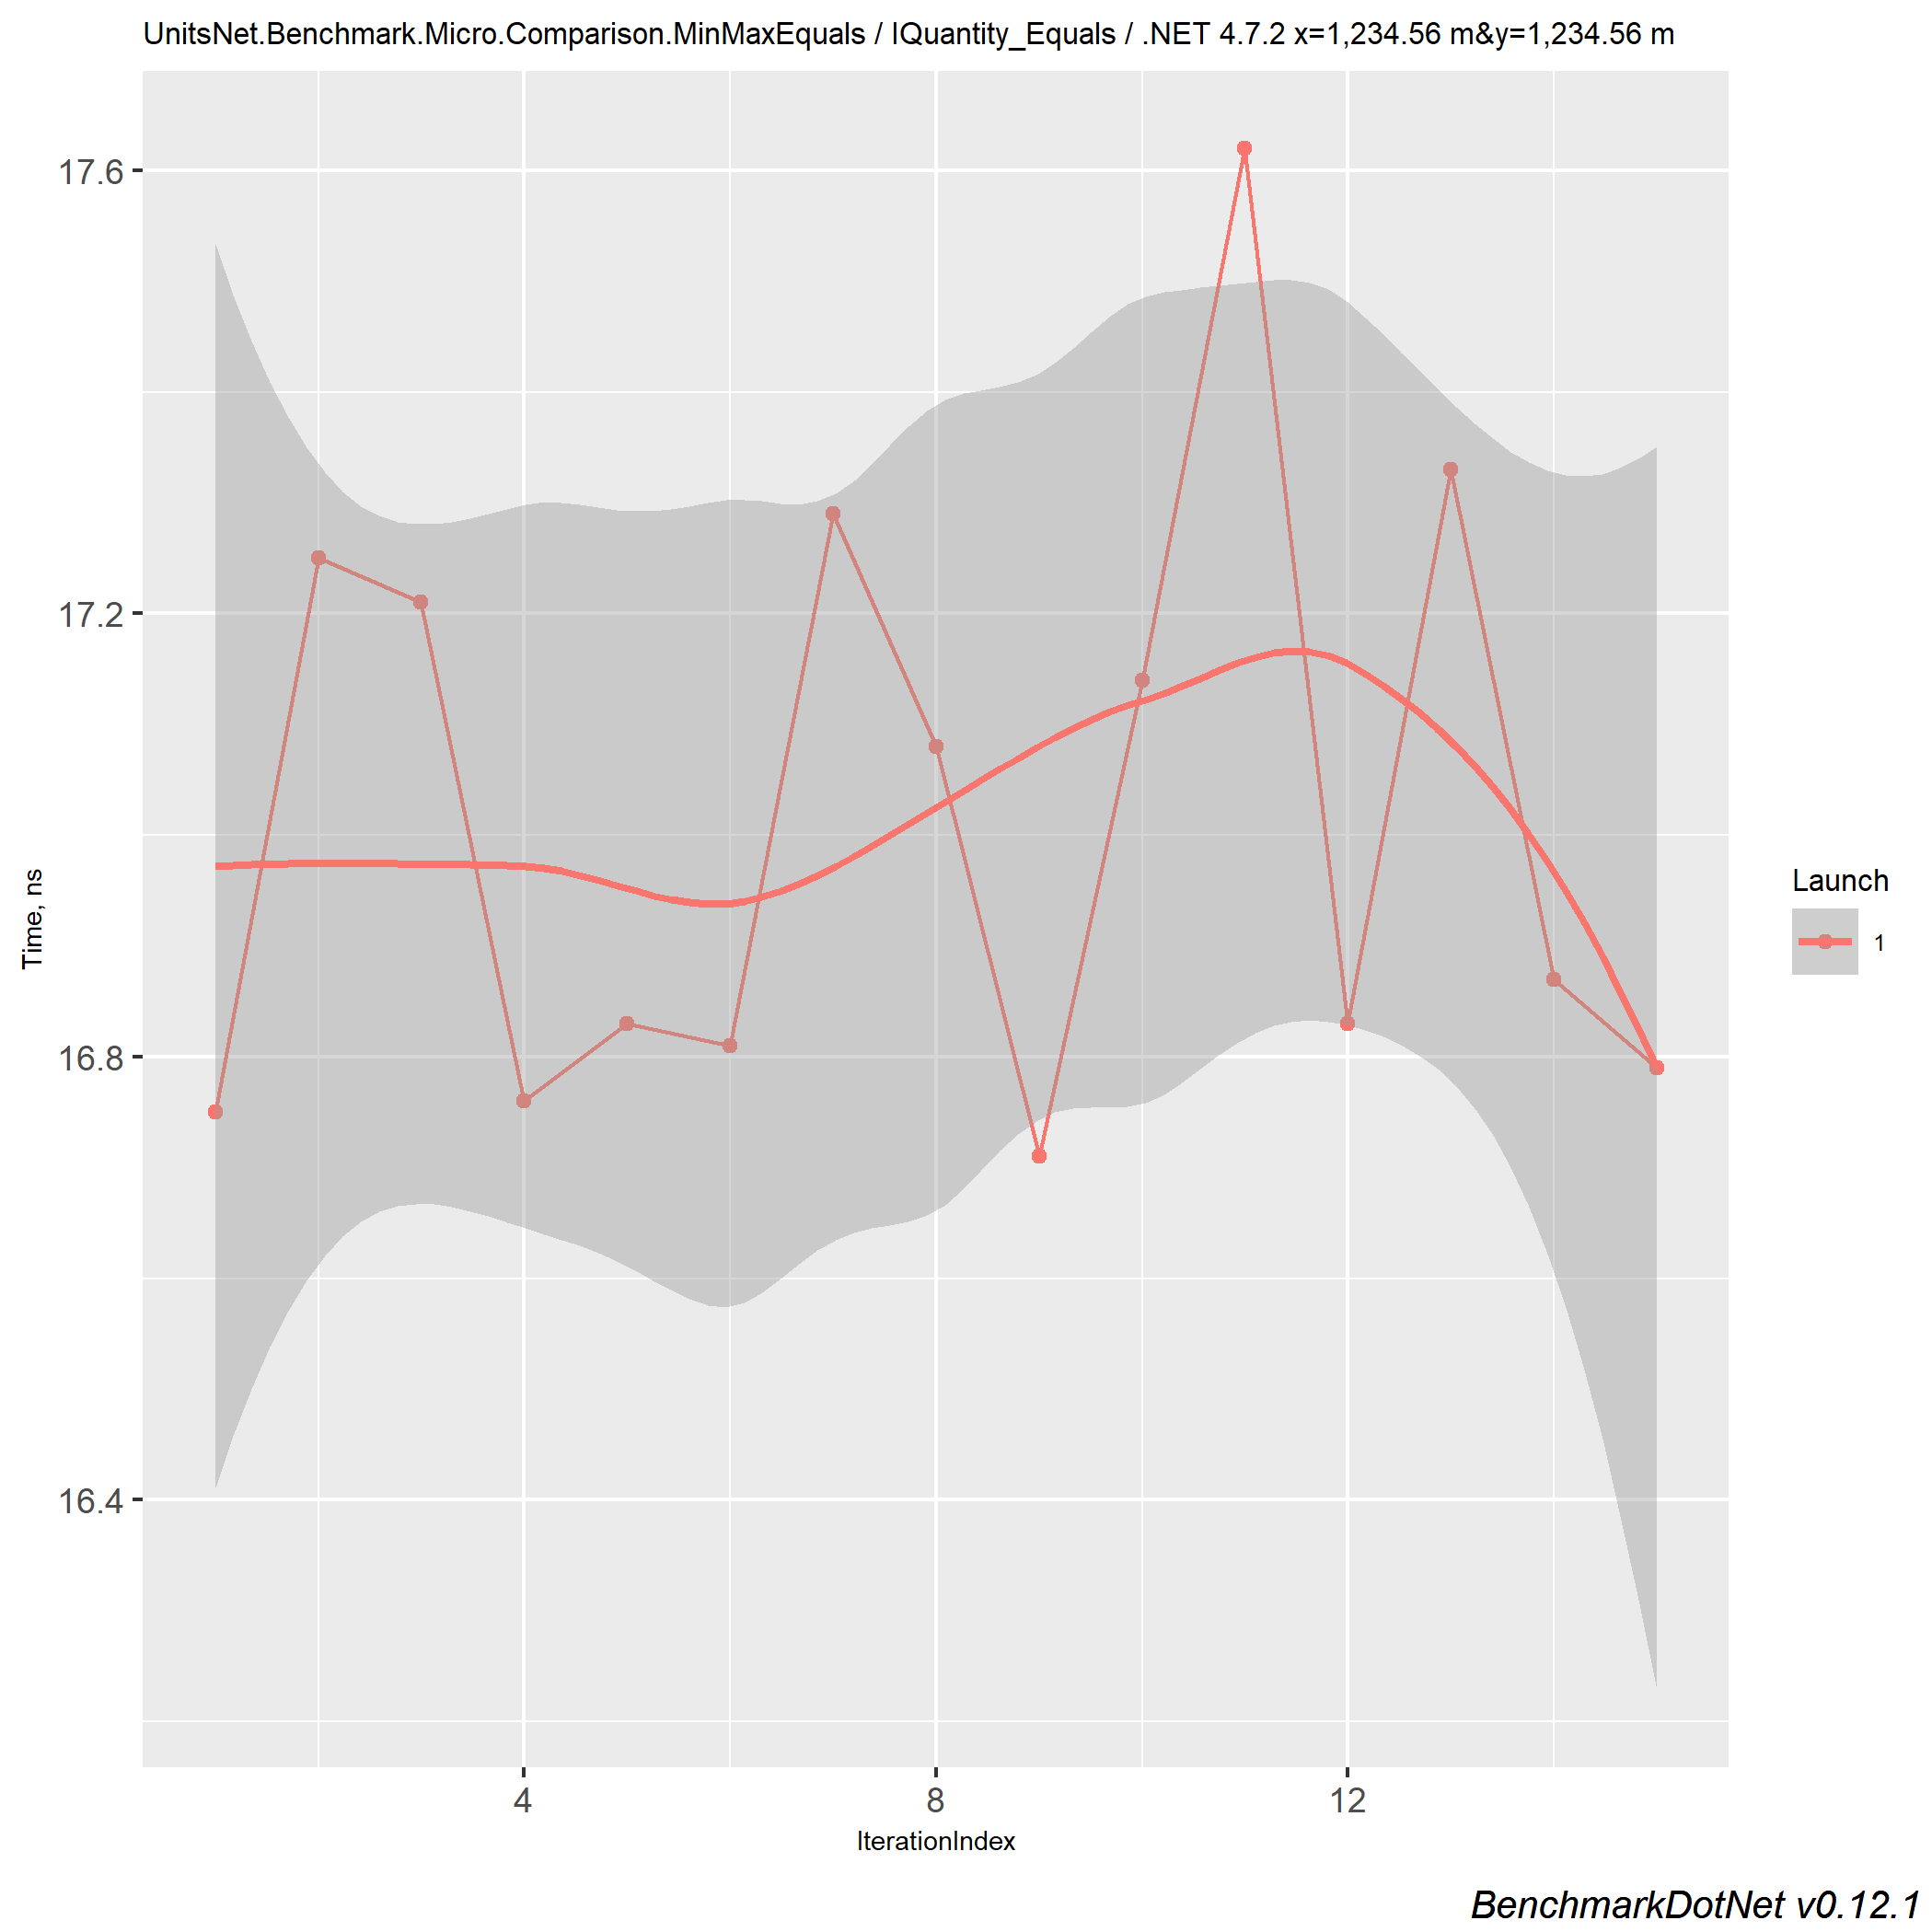 UnitsNet.Benchmark.Micro.Comparison.MinMaxEquals / IQuantity_Equals / .NET 4.7.2 x=1,234.56 m&y=1,234.56 m
17.6
17.2
16.8
16.4
Time, ns
4
8
12
IterationIndex
Launch
1
BenchmarkDotNet v0.12.1